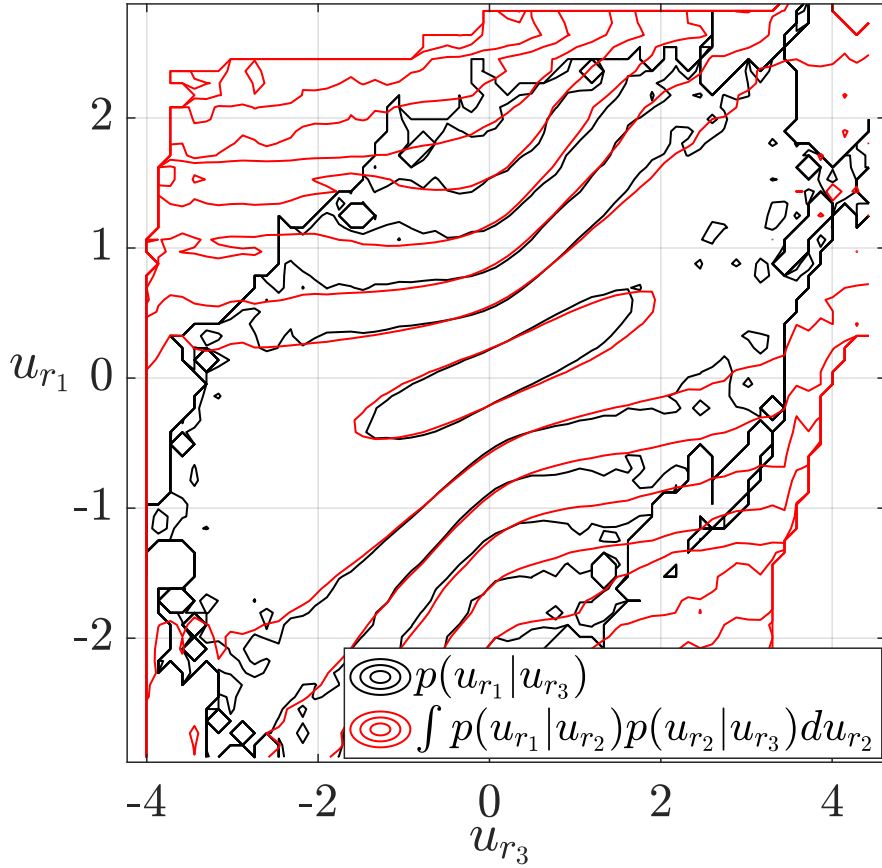 2
1
0
-1
-2
u_{r_1}
p(u_{r_1}|u_{r_3})
∫ p(u_{r_1}|u_{r_2})p(u_{r_2}|u_{r_3})du_{r_2}
-4 -2 0 2 4
u_{r_3}